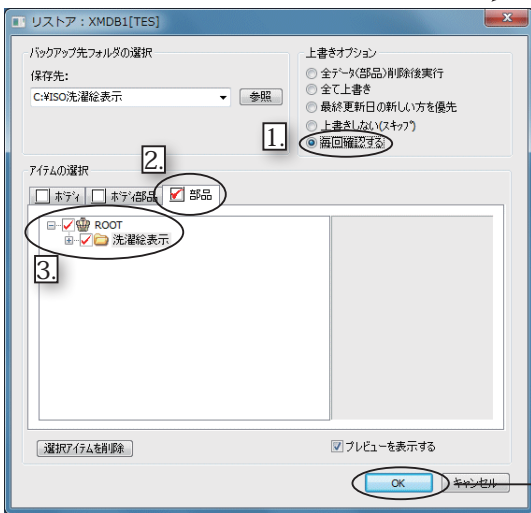 リストア：XMDB1[TES]
バックアップ先フォルダの選択
保存先：
C:¥ISO洗濯絵表示
参照
上書きオプション
全データ(部品)削除後実行
全て上書き
最終更新日の新しい方を優先
上書きしない(スキップ)
毎回確認する
1.
アイテムの選択
2.
ボディ
ボディ部品
部品
ROOT
洗濯絵表示
3.
選択アイテムを削除
プレビューを表示する
OK
キャンセル